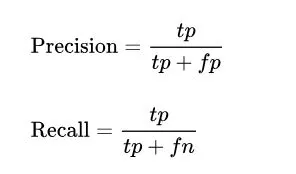 Precision = tp / (tp + fp)
Recall = tp / (tp + fn)